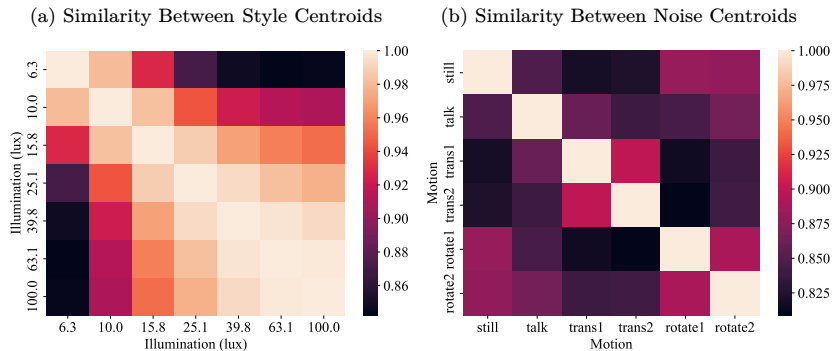 (a) Similarity Between Style Centroids
6.3
10.0
15.8
25.1
39.8
63.1
100.0
Illumination (lux)
6.3 10.0 15.8 25.1 39.8 63.1 100.0
Illumination (lux)
1.00
0.98
0.96
0.94
0.92
0.90
0.88
0.86
(b) Similarity Between Noise Centroids
still
talk
trans1
trans2
rotate1
rotate2
Motion
still talk trans1 trans2 rotate1 rotate2
Motion
1.000
0.975
0.950
0.925
0.900
0.875
0.850
0.825